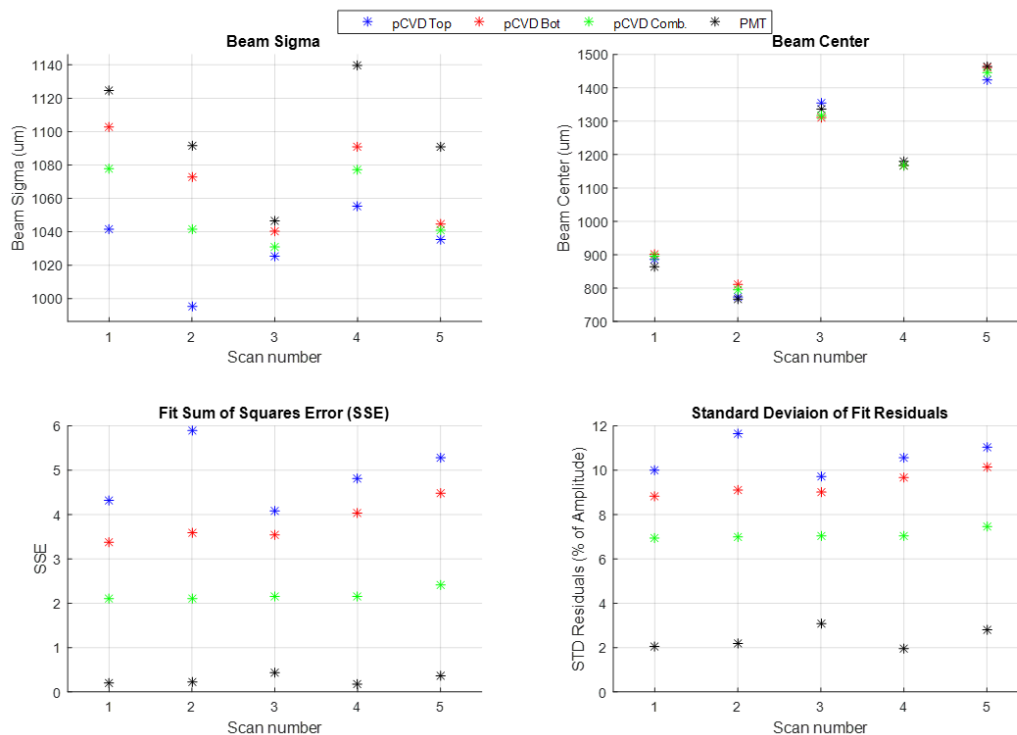 pCVD Top pCVD Bot pCVD Comb. PMT
Beam Sigma
Beam Sigma (um)
1140
1120
1100
1080
1060
1040
1020
1000
1 2 3 4 5
Scan number
Beam Center
Beam Center (um)
1500
1400
1300
1200
1100
1000
900
800
700
1 2 3 4 5
Scan number
Fit Sum of Squares Error (SSE)
SSE
6
5
4
3
2
1
0
1 2 3 4 5
Scan number
Standard Deviaion of Fit Residuals
STD Residuals (% of Amplitude)
12
10
8
6
4
2
0
1 2 3 4 5
Scan number